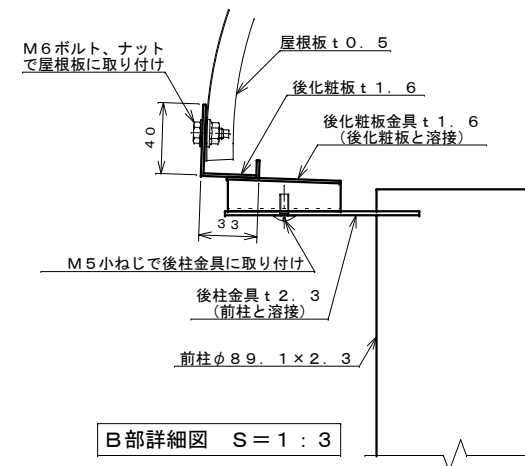 M6ボルト、ナット
で屋根板に取り付け
屋根板t0.5
後化粧板t1.6
後化粧板金具t1.6
(後化粧板と溶接)
40
33
M5小ねじで後柱金具に取り付け
後柱金具t2.3
(前柱と溶接)
前柱φ89.1×2.3
B部詳細図 S=1:3